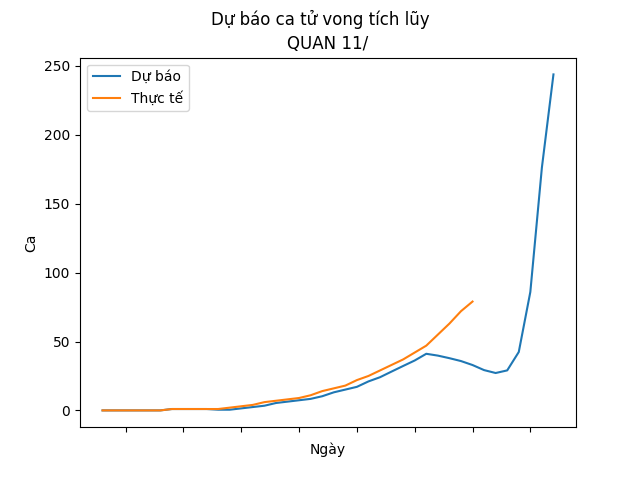 Dự báo ca tử vong tích lũy
QUAN 11/
Dự báo
Thực tế
250
200
150
100
50
0
Ca
Ngày